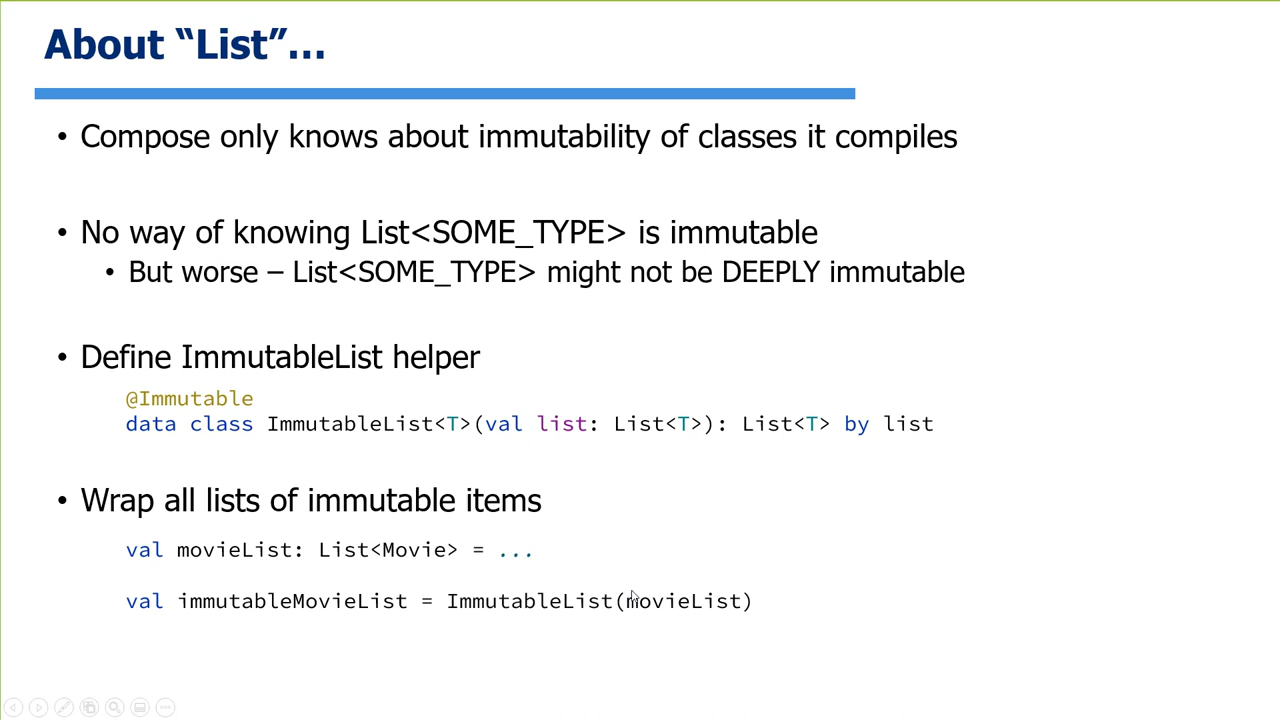 About “List”…
• Compose only knows about immutability of classes it compiles
• No way of knowing List<SOME_TYPE> is immutable
• But worse – List<SOME_TYPE> might not be DEEPLY immutable
• Define ImmutableList helper
@Immutable
data class ImmutableList<T>(val list: List<T>): List<T> by list
• Wrap all lists of immutable items
val movieList: List<Movie> = ...
val immutableMovieList = ImmutableList(movieList)